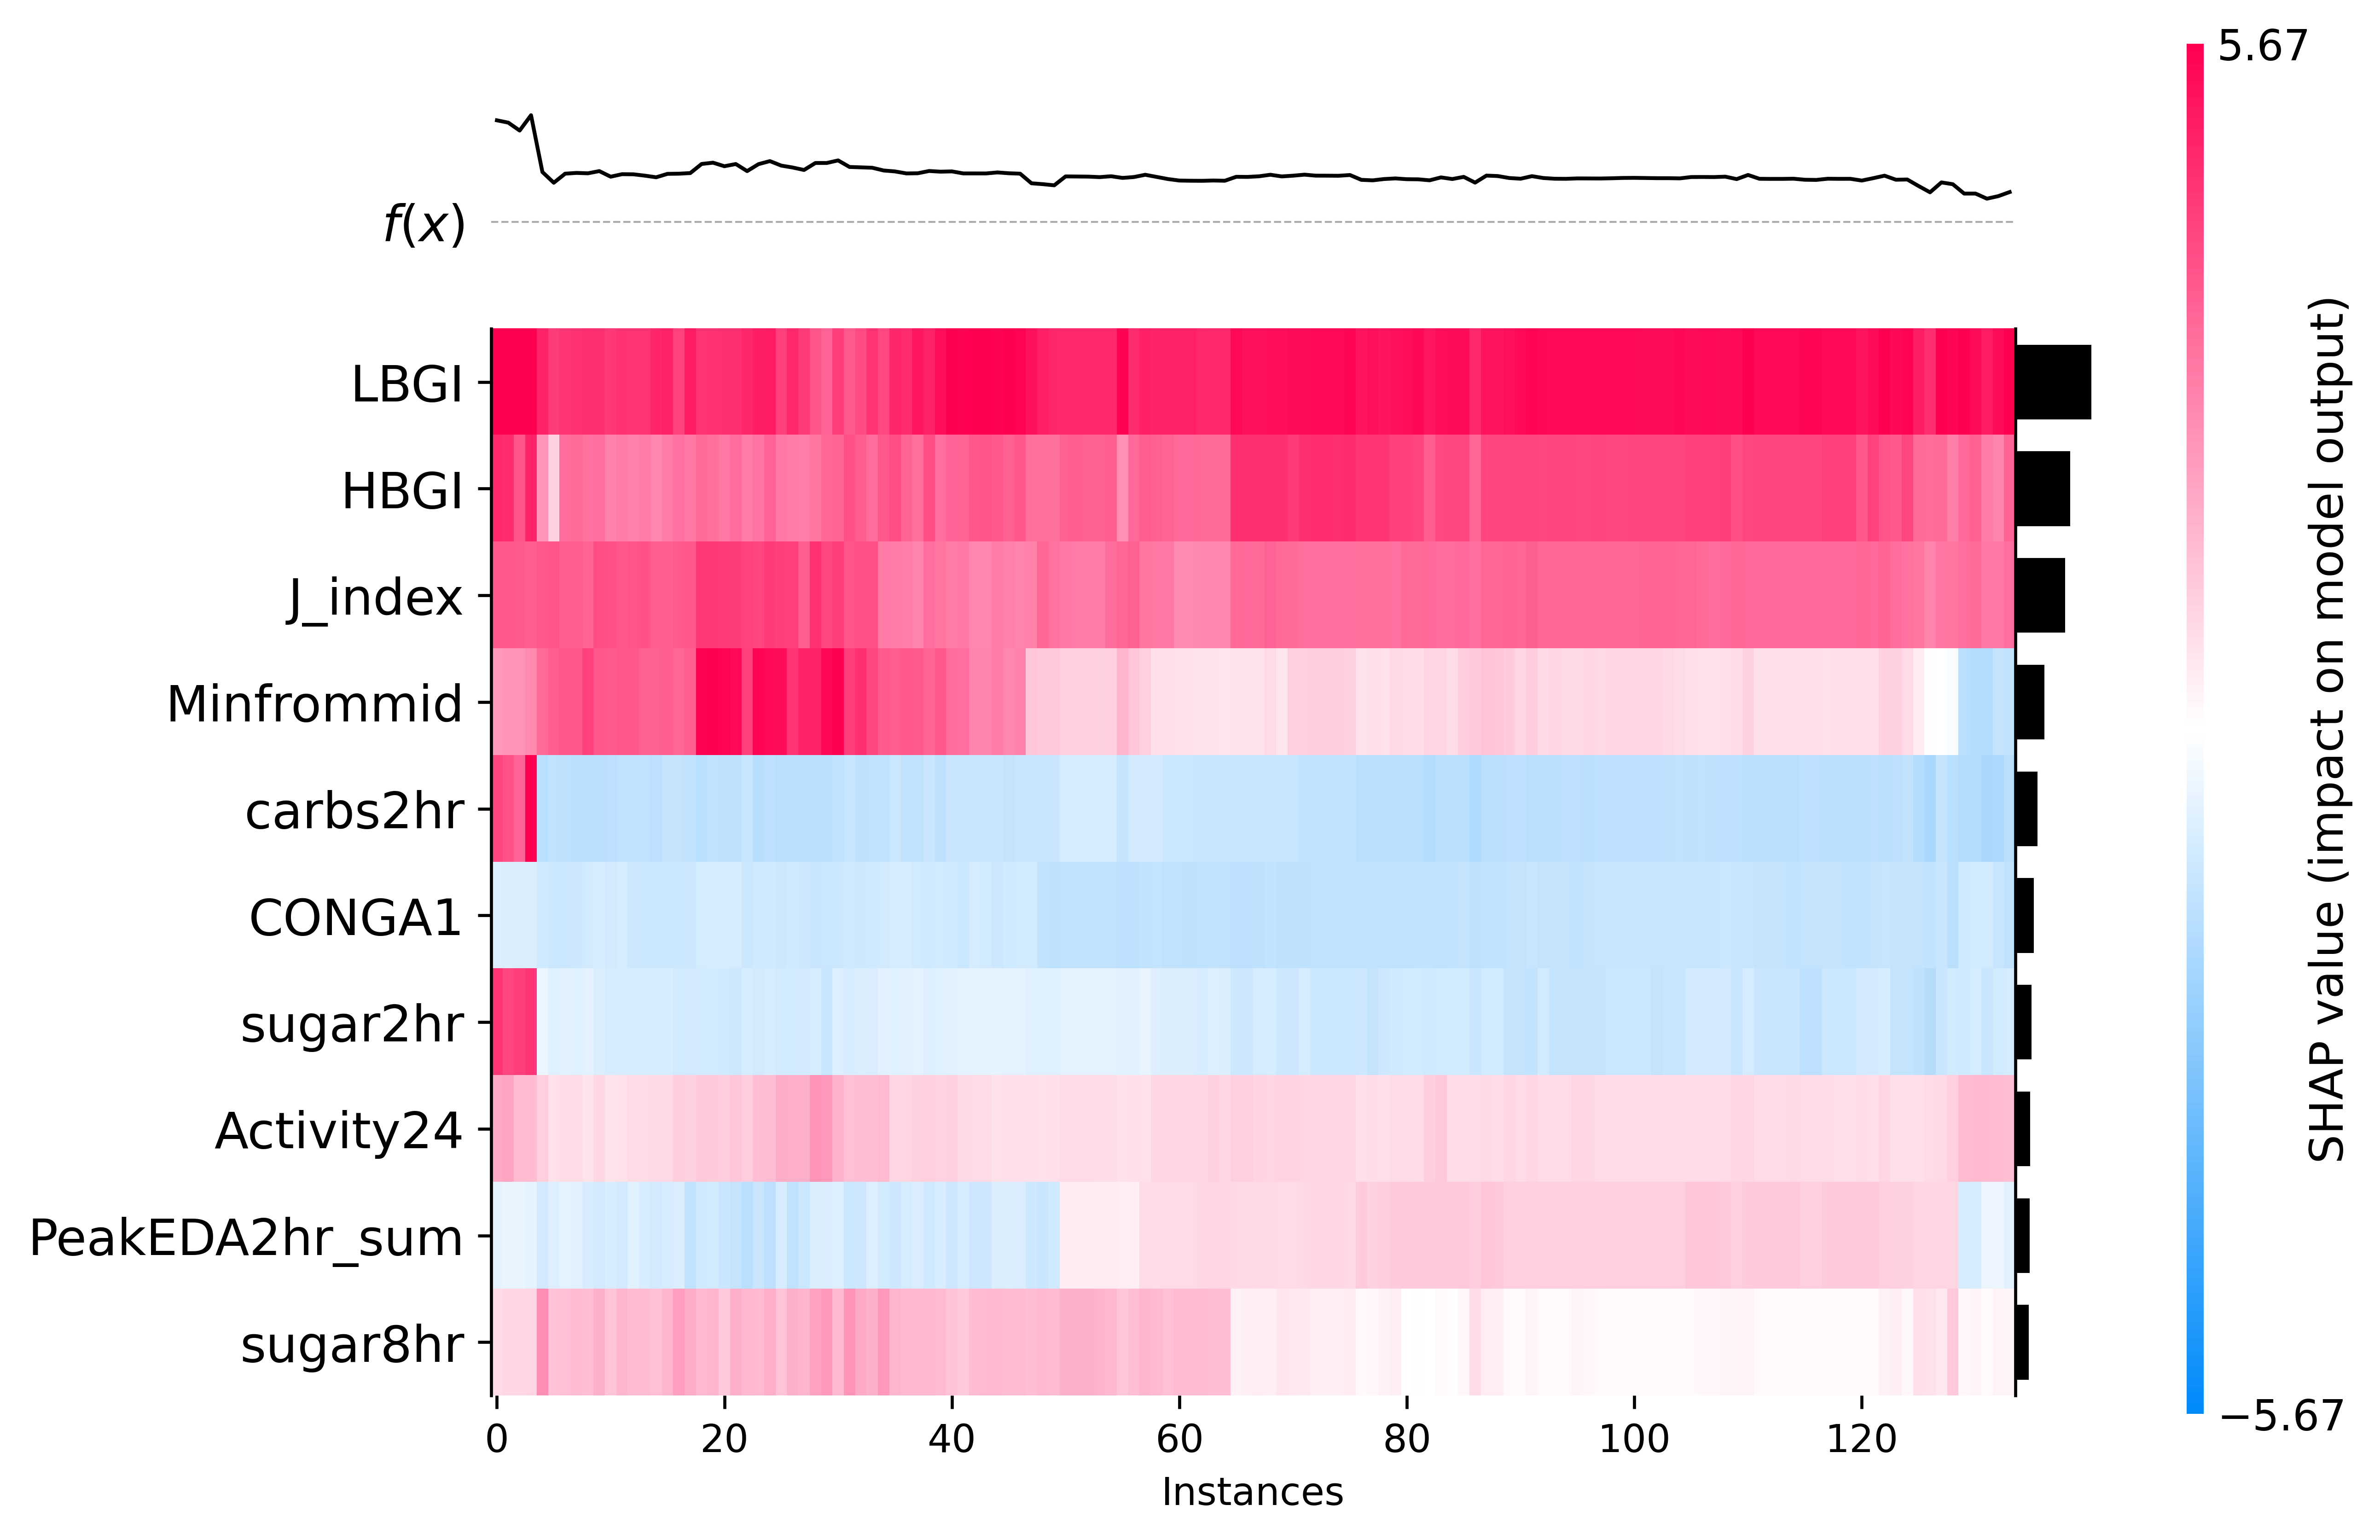 5.67
f(x)
LBGI
HBGI
J_index
Minfrommid
carbs2hr
CONGA1
sugar2hr
Activity24
PeakEDA2hr_sum
sugar8hr
0 20 40 60 80 100 120
Instances
−5.67
SHAP value (impact on model output)